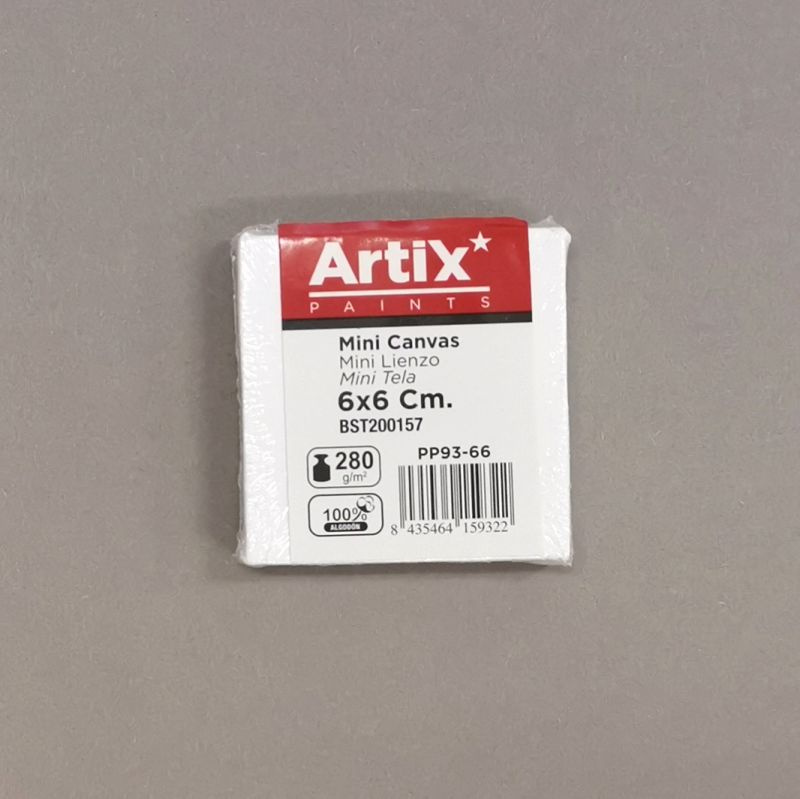 Artix
PAINTS
Mini Canvas
Mini Lienzo
Mini Tela
6x6 Cm.
BST200157
280
g/m²
PP93-66
100%
ALGODÓN
8 435464 159322